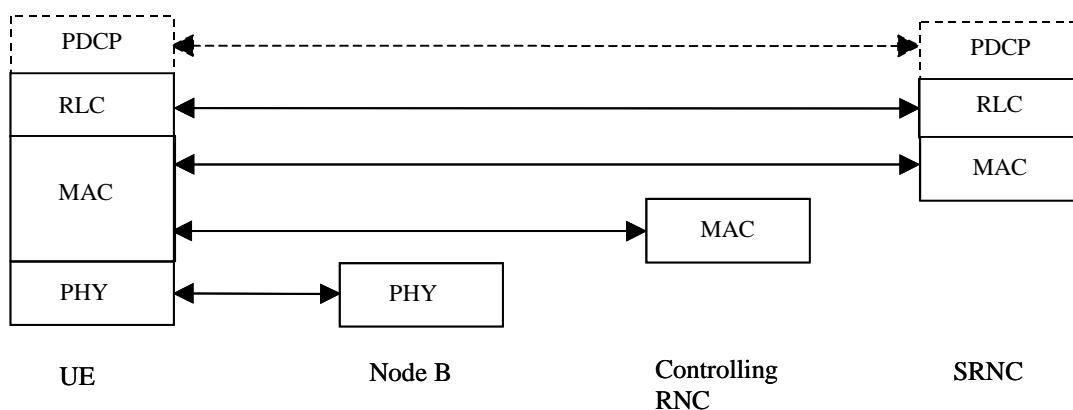 PDCP
PDCP
RLC
RLC
MAC
MAC
MAC
PHY
PHY
UE
Node B
Controlling
RNC
SRNC